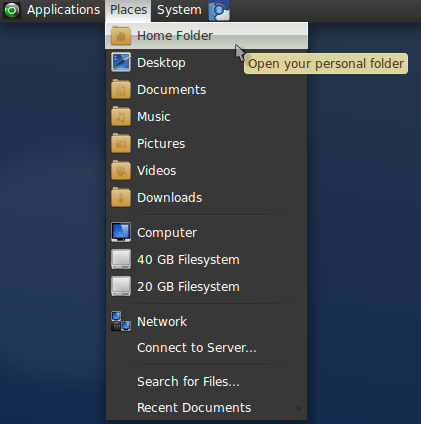 Applications Places System
Home Folder
Open your personal folder
Desktop
Documents
Music
Pictures
Videos
Downloads
Computer
40 GB Filesystem
20 GB Filesystem
Network
Connect to Server...
Search for Files...
Recent Documents